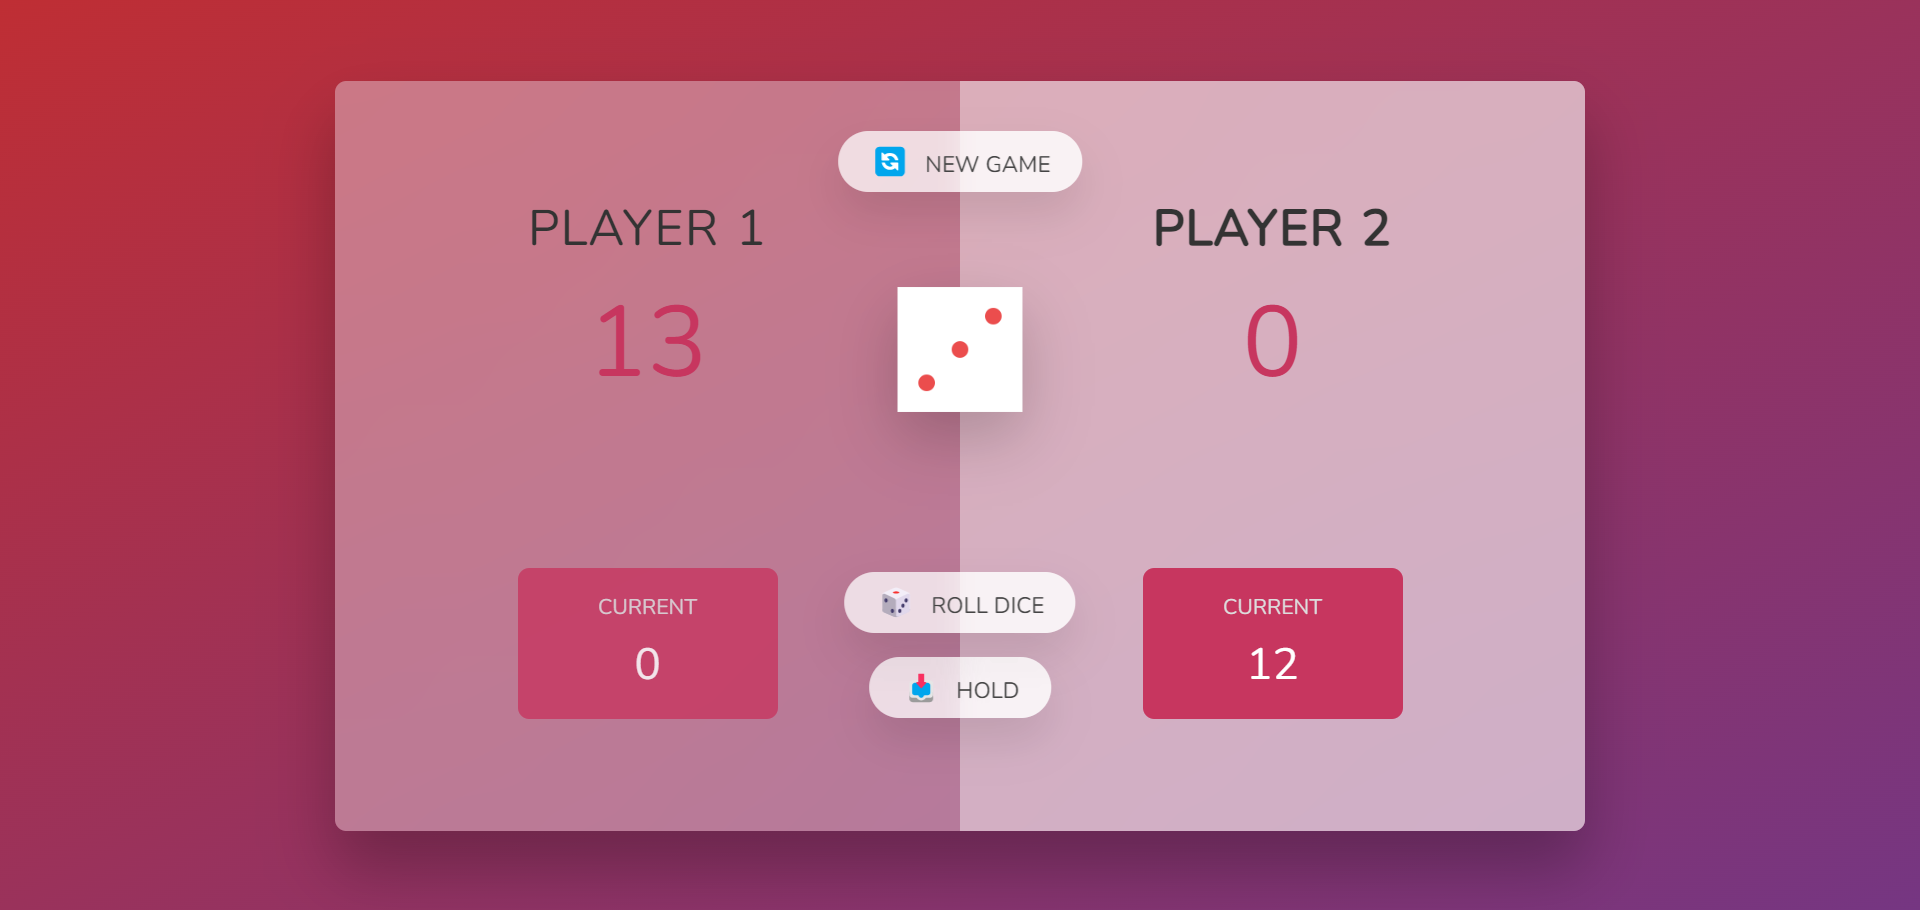 NEW GAME
PLAYER 1
13
PLAYER 2
0
CURRENT
0
ROLL DICE
HOLD
CURRENT
12